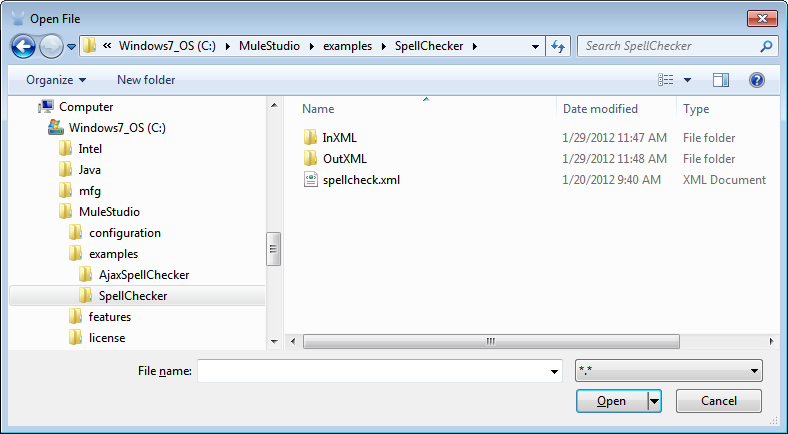 Open File
« Windows7_OS (C:) MuleStudio examples SpellChecker Search SpellChecker
Organize New folder
Computer
Windows7_OS (C:)
Intel
Java
mfg
MuleStudio
configuration
examples
AjaxSpellChecker
SpellChecker
features
license
Name Date modified Type
InXML 1/29/2012 11:47 AM File folder
OutXML 1/29/2012 11:48 AM File folder
spellcheck.xml 1/20/2012 9:40 AM XML Document
File name: *.*
Open Cancel